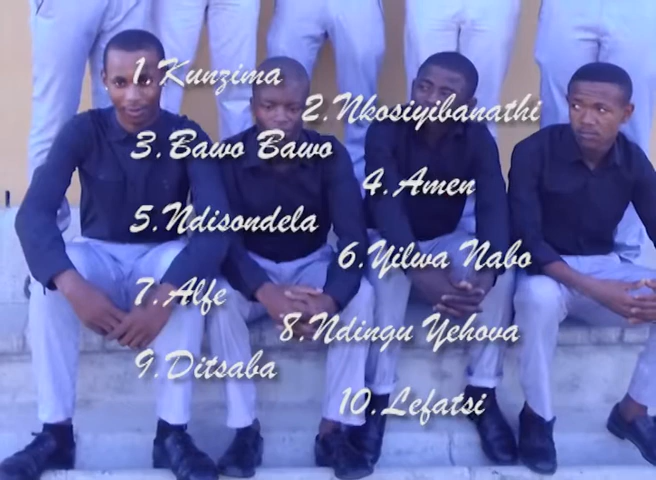 1.Kunzima
2.Nkosiyibanathi
3.Bawo Bawo
4.Amen
5.Ndisondela
6.Yilwa Nabo
7.Alfe
8.Ndingu Yehova
9.Ditsaba
10.Lefatsi